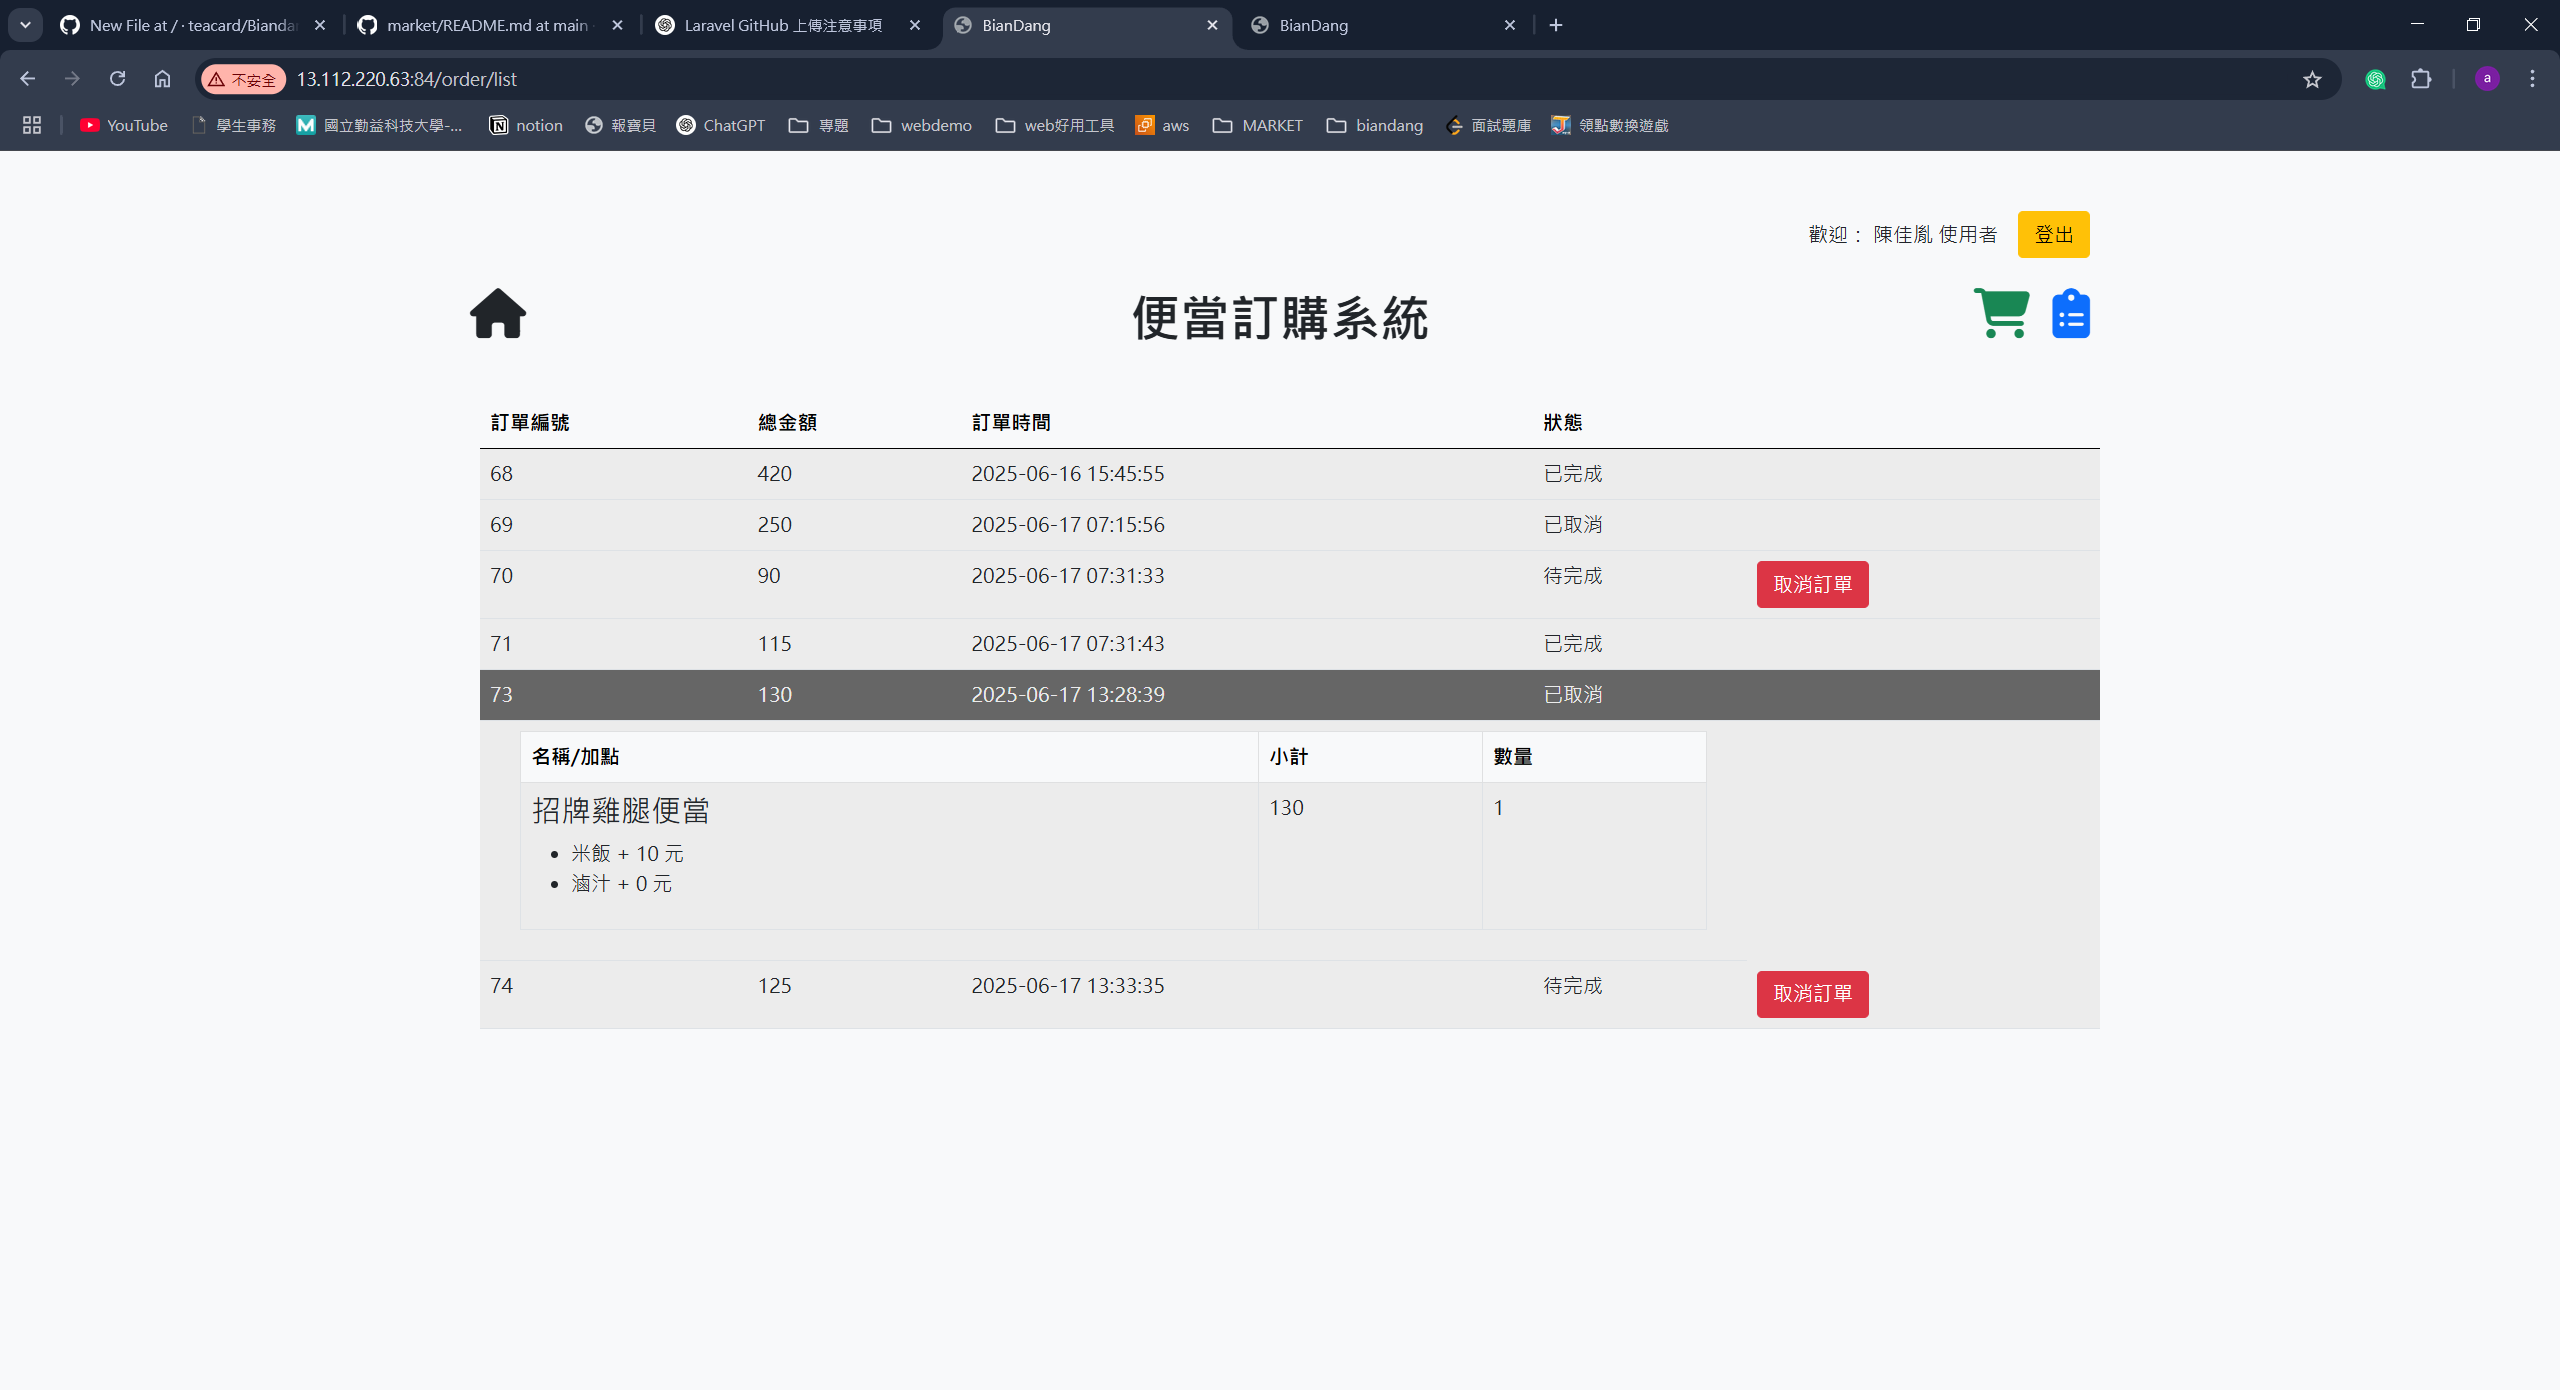 New File at / · teacard/Bianda
market/README.md at main ·
Laravel GitHub 上傳注意事項
BianDang
BianDang
不安全
13.112.220.63:84/order/list
a
YouTube
學生事務
國立勤益科技大學-...
notion
報寶貝
ChatGPT
專題
webdemo
web好用工具
aws
MARKET
biandang
面試題庫
領點數換遊戲
歡迎： 陳佳胤 使用者
登出
便當訂購系統
訂單編號 總金額 訂單時間 狀態
68 420 2025-06-16 15:45:55 已完成
69 250 2025-06-17 07:15:56 已取消
70 90 2025-06-17 07:31:33 待完成 取消訂單
71 115 2025-06-17 07:31:43 已完成
73 130 2025-06-17 13:28:39 已取消
名稱/加點 小計 數量
招牌雞腿便當 130 1
• 米飯 + 10 元
• 滷汁 + 0 元
74 125 2025-06-17 13:33:35 待完成 取消訂單